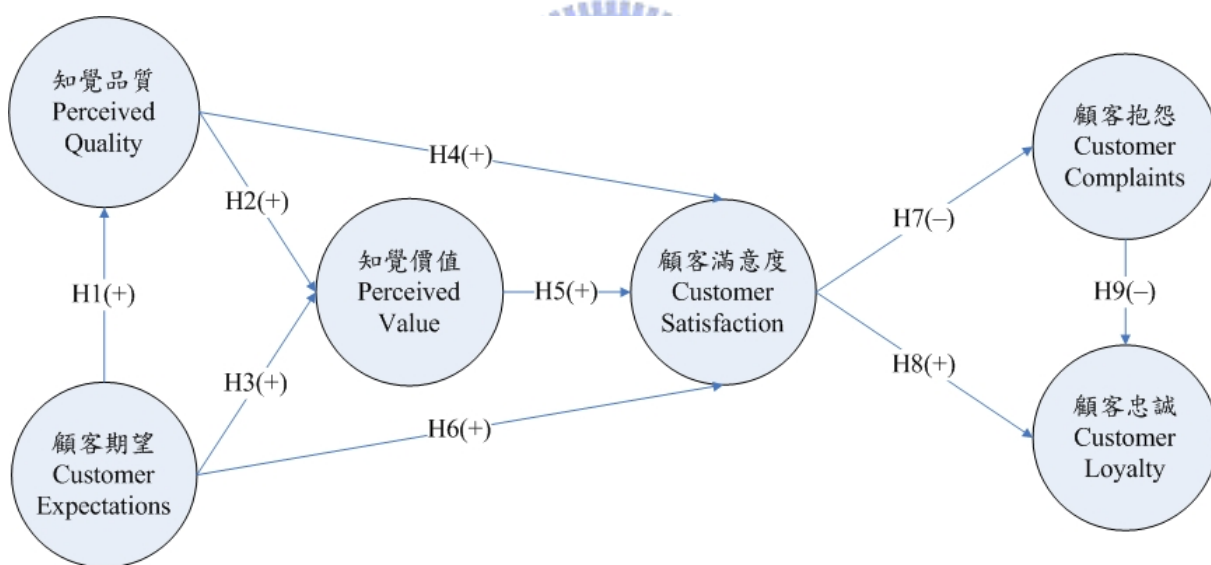 知覺品質
Perceived
Quality
H4(+)
H2(+)
H1(+)
知覺價值
Perceived
Value
H5(+)
顧客滿意度
Customer
Satisfaction
H3(+)
H6(+)
顧客期望
Customer
Expectations
H7(–)
顧客抱怨
Customer
Complaints
H9(–)
H8(+)
顧客忠誠
Customer
Loyalty